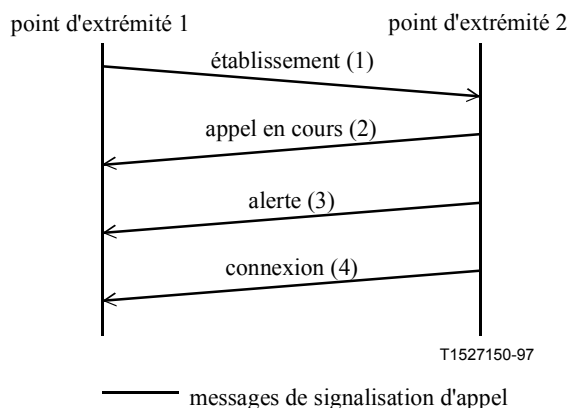 point d'extrémité 1
point d'extrémité 2
établissement (1)
appel en cours (2)
alerte (3)
connexion (4)
T1527150-97
messages de signalisation d'appel